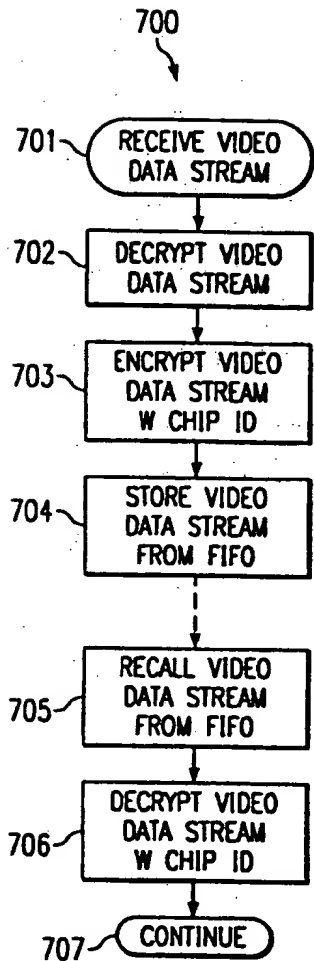 700
701
RECEIVE VIDEO
DATA STREAM
702
DECRYPT VIDEO
DATA STREAM
703
ENCRYPT VIDEO
DATA STREAM
W CHIP ID
704
STORE VIDEO
DATA STREAM
FROM FIFO
705
RECALL VIDEO
DATA STREAM
FROM FIFO
706
DECRYPT VIDEO
DATA STREAM
W CHIP ID
707
CONTINUE